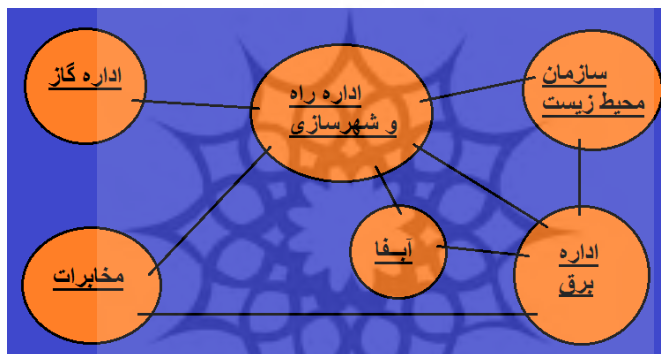 اداره گاز
اداره راه
و شهرسازی
سازمان
محیط زیست
مخابرات
آبفا
اداره
برق